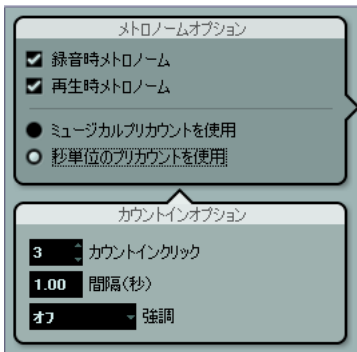 メトロノームオプション
録音時メトロノーム
再生時メトロノーム
ミュージカルプリカウントを使用
秒単位のプリカウントを使用
カウントインオプション
3 カウントインクリック
1.00 間隔(秒)
オフ 強調